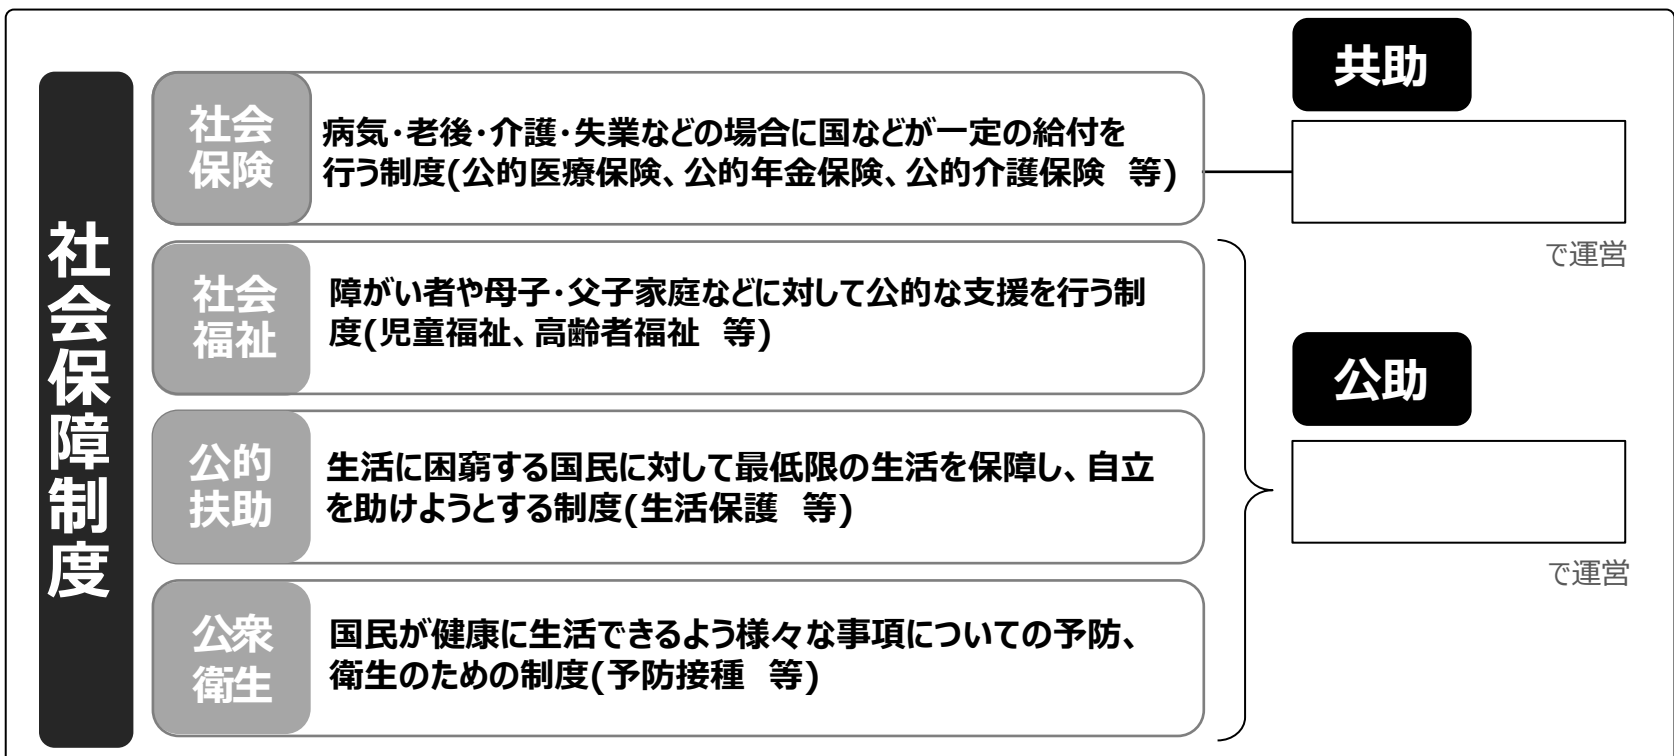 社会保障制度
社会
保険
病気・老後・介護・失業などの場合に国などが一定の給付を
行う制度(公的医療保険、公的年金保険、公的介護保険 等)
共助
で運営
社会
福祉
障がい者や母子・父子家庭などに対して公的な支援を行う制
度(児童福祉、高齢者福祉 等)
公助
で運営
公的
扶助
生活に困窮する国民に対して最低限の生活を保障し、自立
を助けようとする制度(生活保護 等)
公衆
衛生
国民が健康に生活できるよう様々な事項についての予防、
衛生のための制度(予防接種 等)